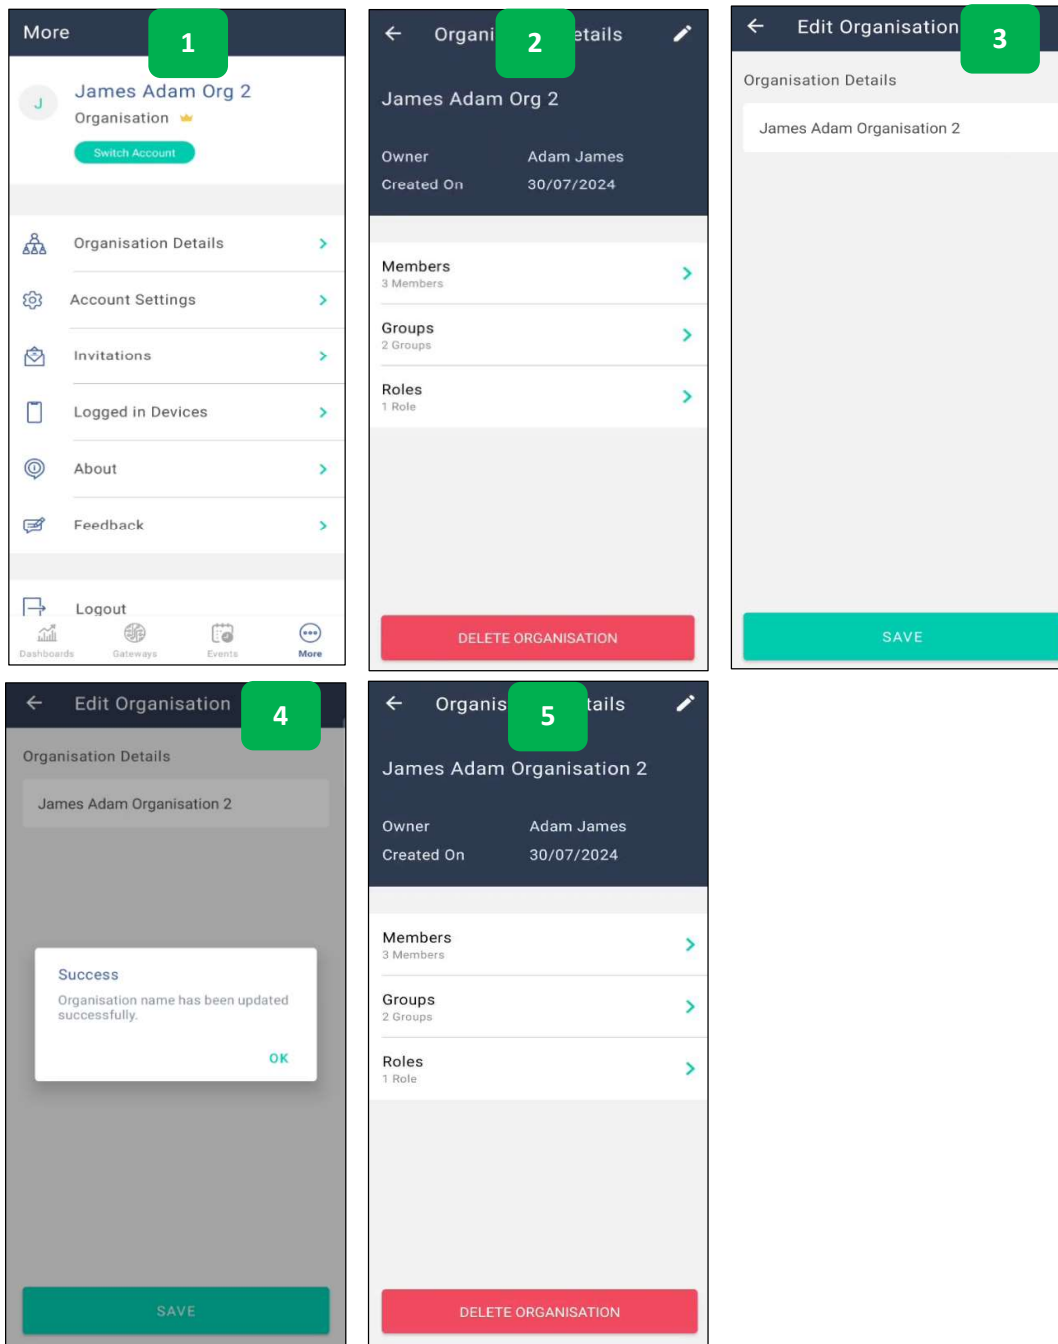 More
1
J
James Adam Org 2
Organisation
Switch Account
Organisation Details
Account Settings
Invitations
Logged in Devices
About
Feedback
Logout
Dashboards Gateways Events More
2
James Adam Org 2
Owner Adam James
Created On 30/07/2024
Members
3 Members
Groups
2 Groups
Roles
1 Role
DELETE ORGANISATION
Edit Organisation
3
Organisation Details
James Adam Organisation 2
SAVE
Edit Organisation
4
Organisation Details
James Adam Organisation 2
Success
Organisation name has been updated
successfully.
OK
SAVE
5
James Adam Organisation 2
Owner Adam James
Created On 30/07/2024
Members
3 Members
Groups
2 Groups
Roles
1 Role
DELETE ORGANISATION